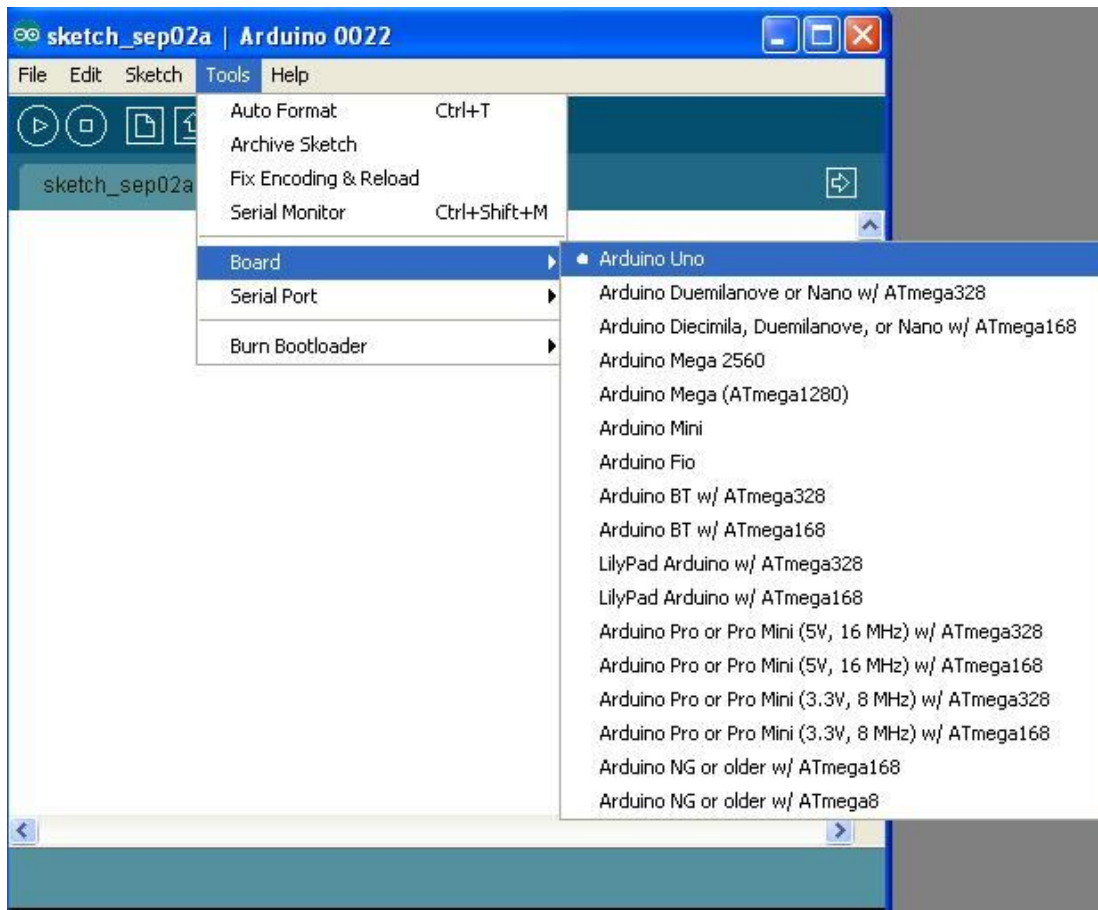 sketch_sep02a | Arduino 0022
File Edit Sketch Tools Help
Auto Format Ctrl+T
Archive Sketch
sketch_sep02a
Fix Encoding & Reload
Serial Monitor Ctrl+Shift+M
Board
Serial Port
Burn Bootloader
Arduino Uno
Arduino Duemilanove or Nano w/ ATmega328
Arduino Diecimila, Duemilanove, or Nano w/ ATmega168
Arduino Mega 2560
Arduino Mega (ATmega1280)
Arduino Mini
Arduino Fio
Arduino BT w/ ATmega328
Arduino BT w/ ATmega168
LilyPad Arduino w/ ATmega328
LilyPad Arduino w/ ATmega168
Arduino Pro or Pro Mini (5V, 16 MHz) w/ ATmega328
Arduino Pro or Pro Mini (5V, 16 MHz) w/ ATmega168
Arduino Pro or Pro Mini (3.3V, 8 MHz) w/ ATmega328
Arduino Pro or Pro Mini (3.3V, 8 MHz) w/ ATmega168
Arduino NG or older w/ ATmega168
Arduino NG or older w/ ATmega8